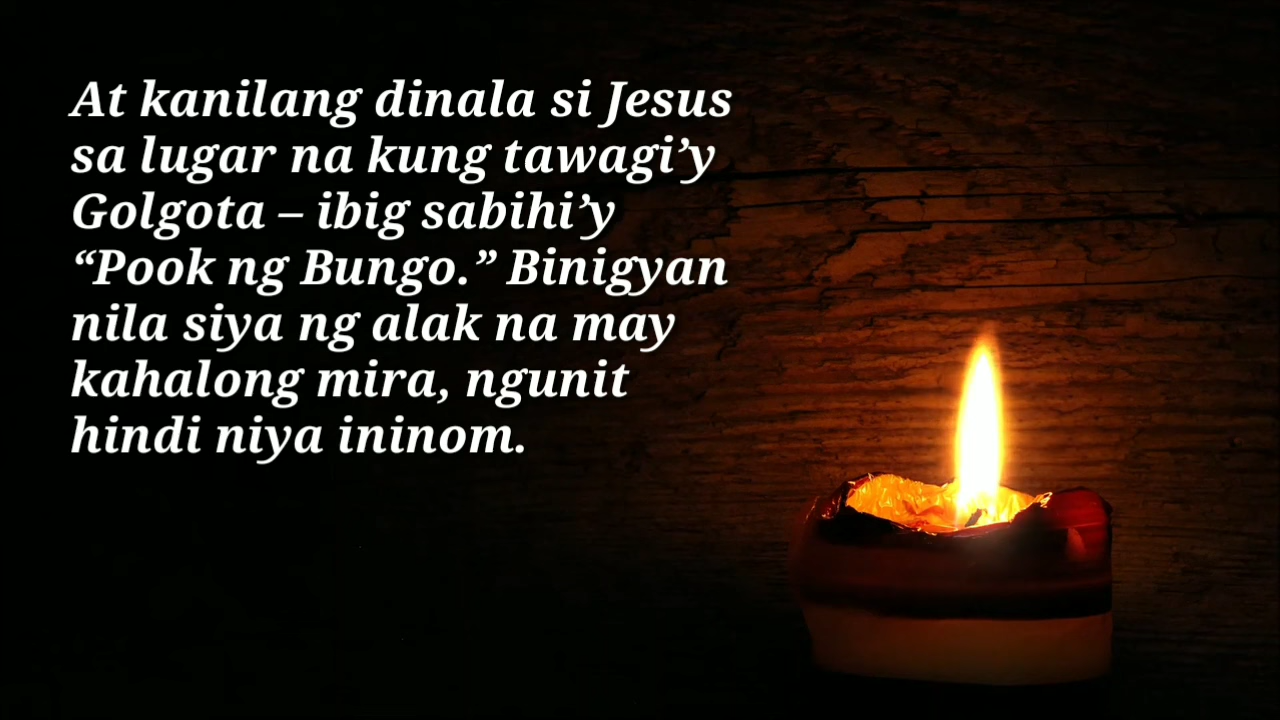 At kanilang dinala si Jesus
sa lugar na kung tawagi’y
Golgota – ibig sabihi’y
“Pook ng Bungo.” Binigyan
nila siya ng alak na may
kahalong mira, ngunit
hindi niya ininom.